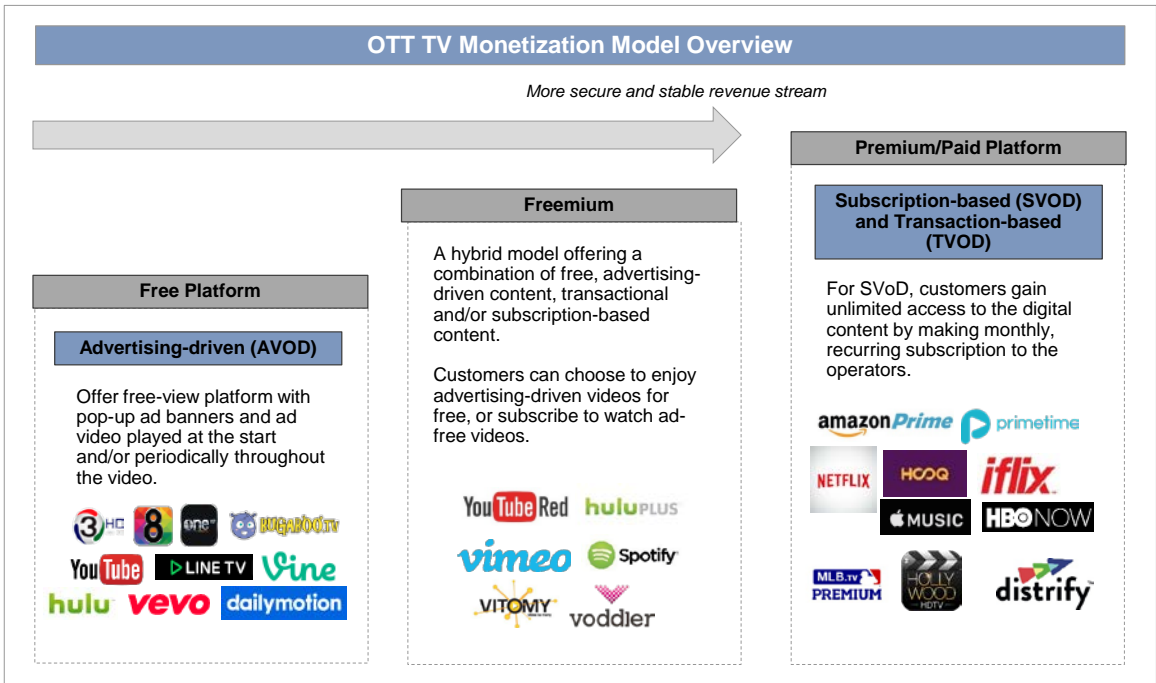 OTT TV Monetization Model Overview
More secure and stable revenue stream
Free Platform
Advertising-driven (AVOD)
Offer free-view platform with
pop-up ad banners and ad
video played at the start
and/or periodically throughout
the video.
3 HD
8
one
BUGABOO.TV
YouTube
LINE TV
Vine
hulu
vevo
dailymotion
Freemium
A hybrid model offering a
combination of free, advertising-
driven content, transactional
and/or subscription-based
content.
Customers can choose to enjoy
advertising-driven videos for
free, or subscribe to watch ad-
free videos.
YouTube Red
hulu PLUS
vimeo
Spotify
VITOMY
voddler
Premium/Paid Platform
Subscription-based (SVOD)
and Transaction-based
(TVOD)
For SVoD, customers gain
unlimited access to the digital
content by making monthly,
recurring subscription to the
operators.
amazon Prime
primetime
NETFLIX
HOOQ
iflix
MUSIC
HBO NOW
MLB.TV
PREMIUM
HOLLY
WOOD
HDTV
distrify